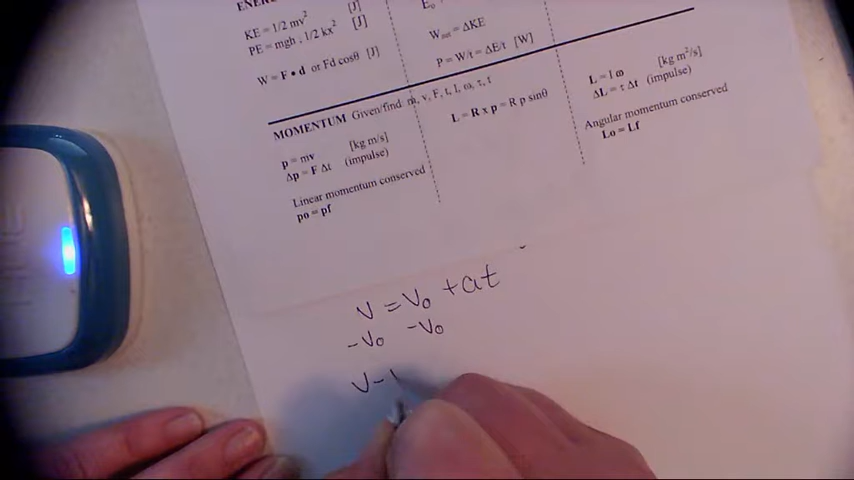 KE = 1/2 mv² [J]
PE = mgh , 1/2 kx² [J]
W = F • d or Fd cosθ [J]
Wnet = ΔKE
P = W/t = ΔE/t [W]
MOMENTUM Given/find: m, v, F, t, I, ω, τ, t
p = mv [kg m/s]
Δp = F Δt (impulse)
Linear momentum conserved
po = pf
L = R x p = R p sinθ
L = I ω [kg m²/s]
ΔL = τ Δt (impulse)
Angular momentum conserved
Lo = Lf
v = v₀ + at
-v₀ -v₀
v -